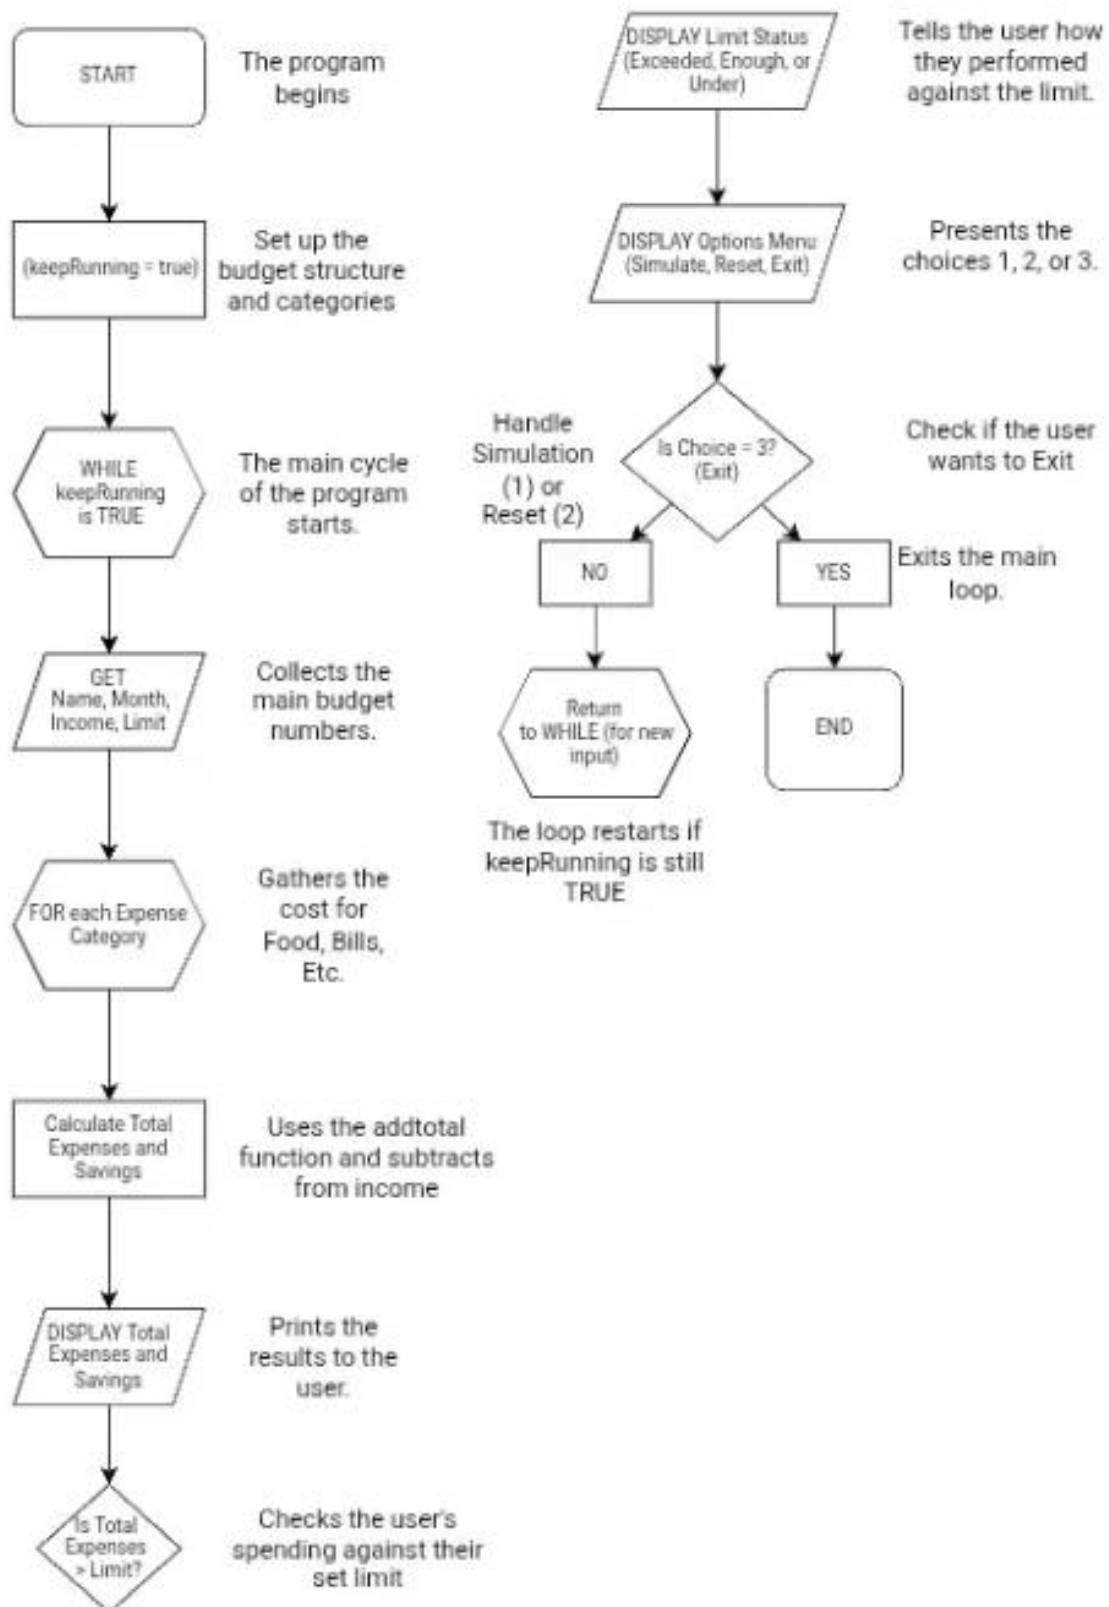 START
The program
begins
(keepRunning = true)
Set up the
budget structure
and categories
WHILE
keepRunning
is TRUE
The main cycle
of the program
starts.
GET
Name, Month,
Income, Limit
Collects the
main budget
numbers.
FOR each Expense
Category
Gathers the
cost for
Food, Bills,
Etc.
Calculate Total
Expenses and
Savings
Uses the addtotal
function and subtracts
from income
DISPLAY Total
Expenses and
Savings
Prints the
results to the
user.
Is Total
Expenses
> Limit?
Checks the user's
spending against their
set limit
DISPLAY Limit Status
(Exceeded, Enough, or
Under)
Tells the user how
they performed
against the limit.
DISPLAY Options Menu
(Simulate, Reset, Exit)
Presents the
choices 1, 2, or 3.
Is Choice = 3?
(Exit)
Check if the user
wants to Exit
Handle
Simulation
(1) or
Reset (2)
NO
YES
Exits the main
loop.
Return
to WHILE (for new
input)
END
The loop restarts if
keepRunning is still
TRUE